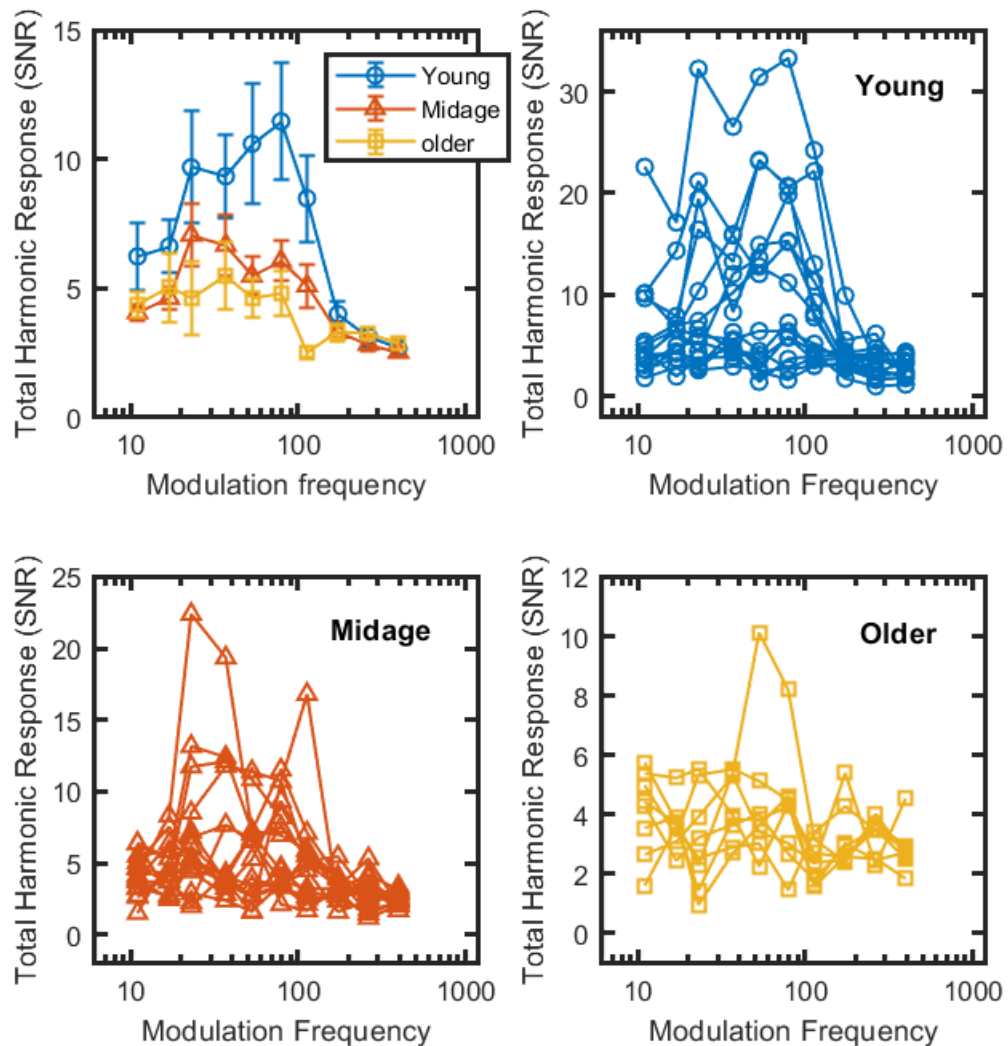 Total Harmonic Response (SNR)
15
10
5
0
10
100
1000
Modulation frequency
Young
Midage
older
Total Harmonic Response (SNR)
30
20
10
0
10
100
1000
Modulation Frequency
Young
Total Harmonic Response (SNR)
25
20
15
10
5
0
10
100
1000
Modulation Frequency
Midage
Total Harmonic Response (SNR)
12
10
8
6
4
2
0
10
100
1000
Modulation Frequency
Older